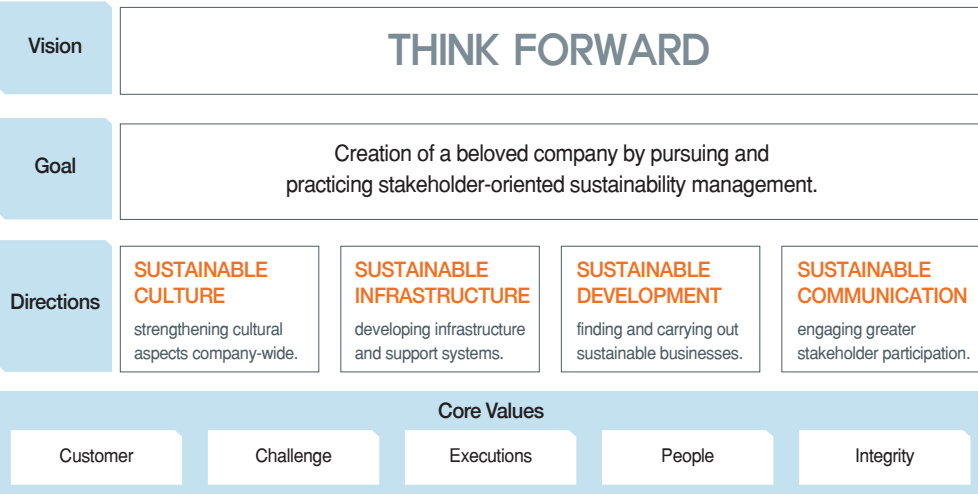 Vision
THINK FORWARD
Goal
Creation of a beloved company by pursuing and
practicing stakeholder-oriented sustainability management.
Directions
SUSTAINABLE
CULTURE
strengthening cultural
aspects company-wide.
SUSTAINABLE
INFRASTRUCTURE
developing infrastructure
and support systems.
SUSTAINABLE
DEVELOPMENT
finding and carrying out
sustainable businesses.
SUSTAINABLE
COMMUNICATION
engaging greater
stakeholder participation.
Core Values
Customer
Challenge
Executions
People
Integrity